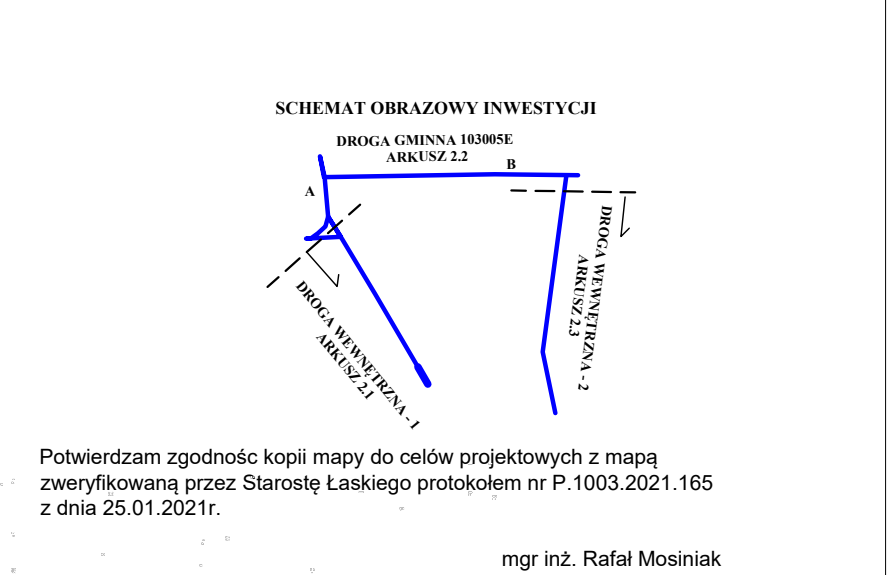 SCHEMAT OBRAZOWY INWESTYCJI
DROGA GMINNA 103005E
ARKUSZ 2.2
B
A
DROGA WEWNĘTRZNA - 1
ARKUSZ 2.1
DROGA WEWNĘTRZNA - 2
ARKUSZ 2.3
Potwierdzam zgodnośc kopii mapy do celów projektowych z mapą
zweryfikowaną przez Starostę Łaskiego protokołem nr P.1003.2021.165
z dnia 25.01.2021r.
mgr inż. Rafał Mosiniak